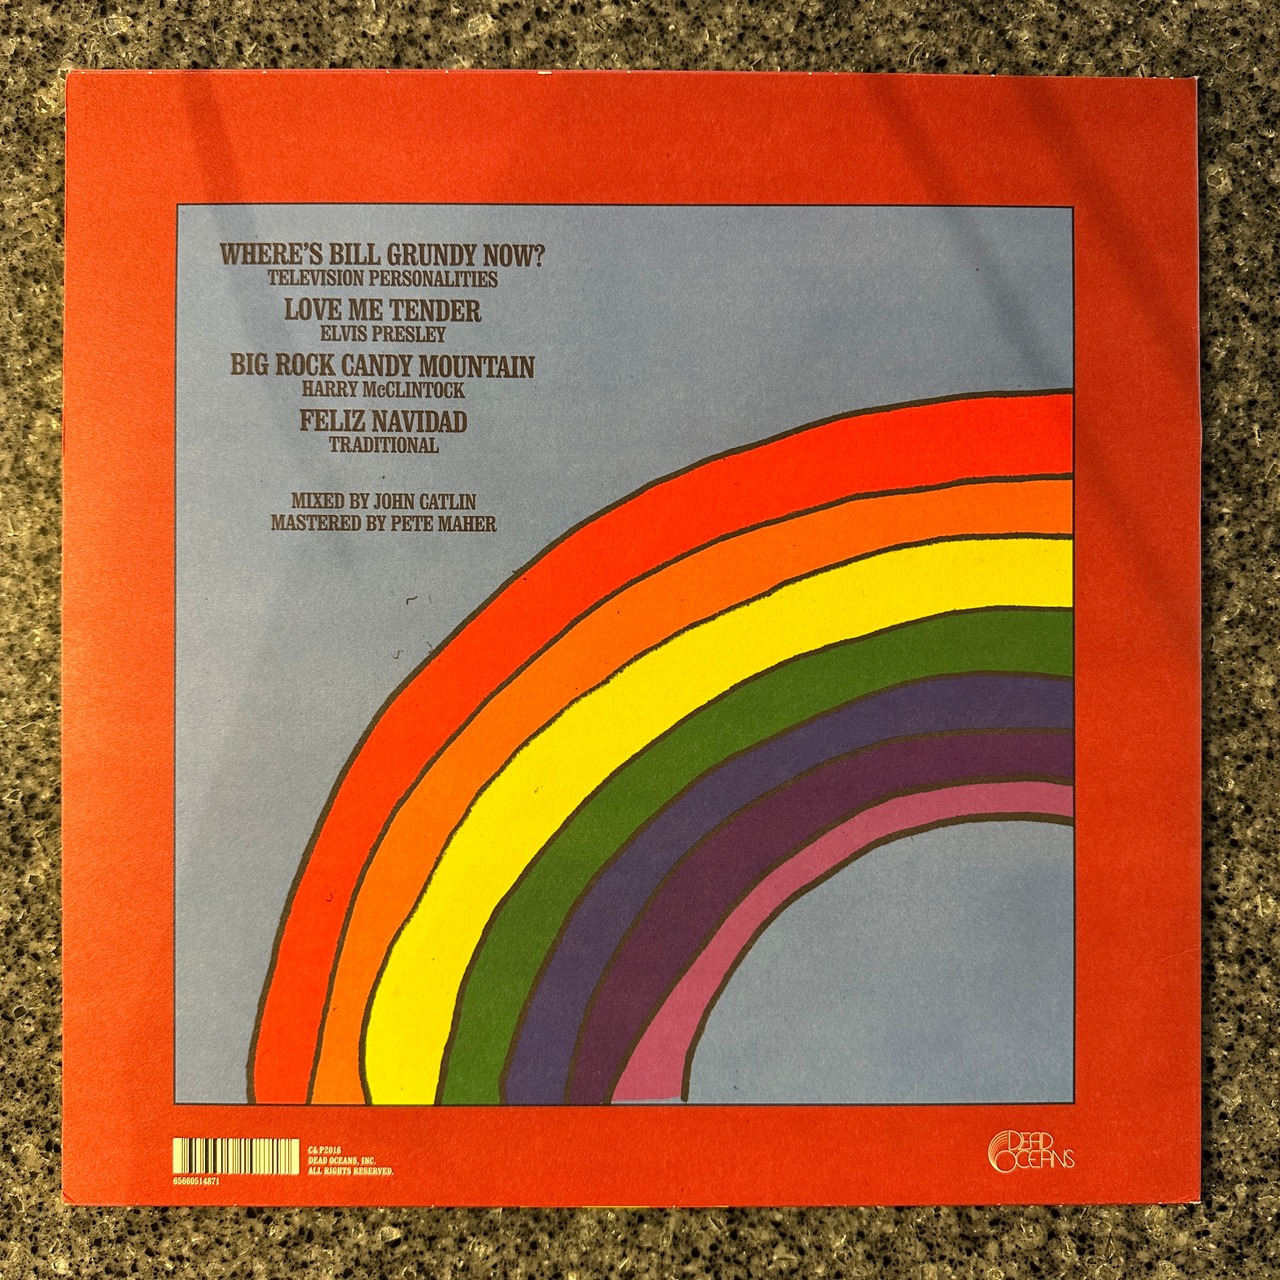 WHERE'S BILL GRUNDY NOW?
TELEVISION PERSONALITIES
LOVE ME TENDER
ELVIS PRESLEY
BIG ROCK CANDY MOUNTAIN
HARRY McCLINTOCK
FELIZ NAVIDAD
TRADITIONAL
MIXED BY JOHN CATLIN
MASTERED BY PETE MAHER
C&P2018
DEAD OCEANS, INC.
ALL RIGHTS RESERVED.
65660514871
DEAD
OCEANS